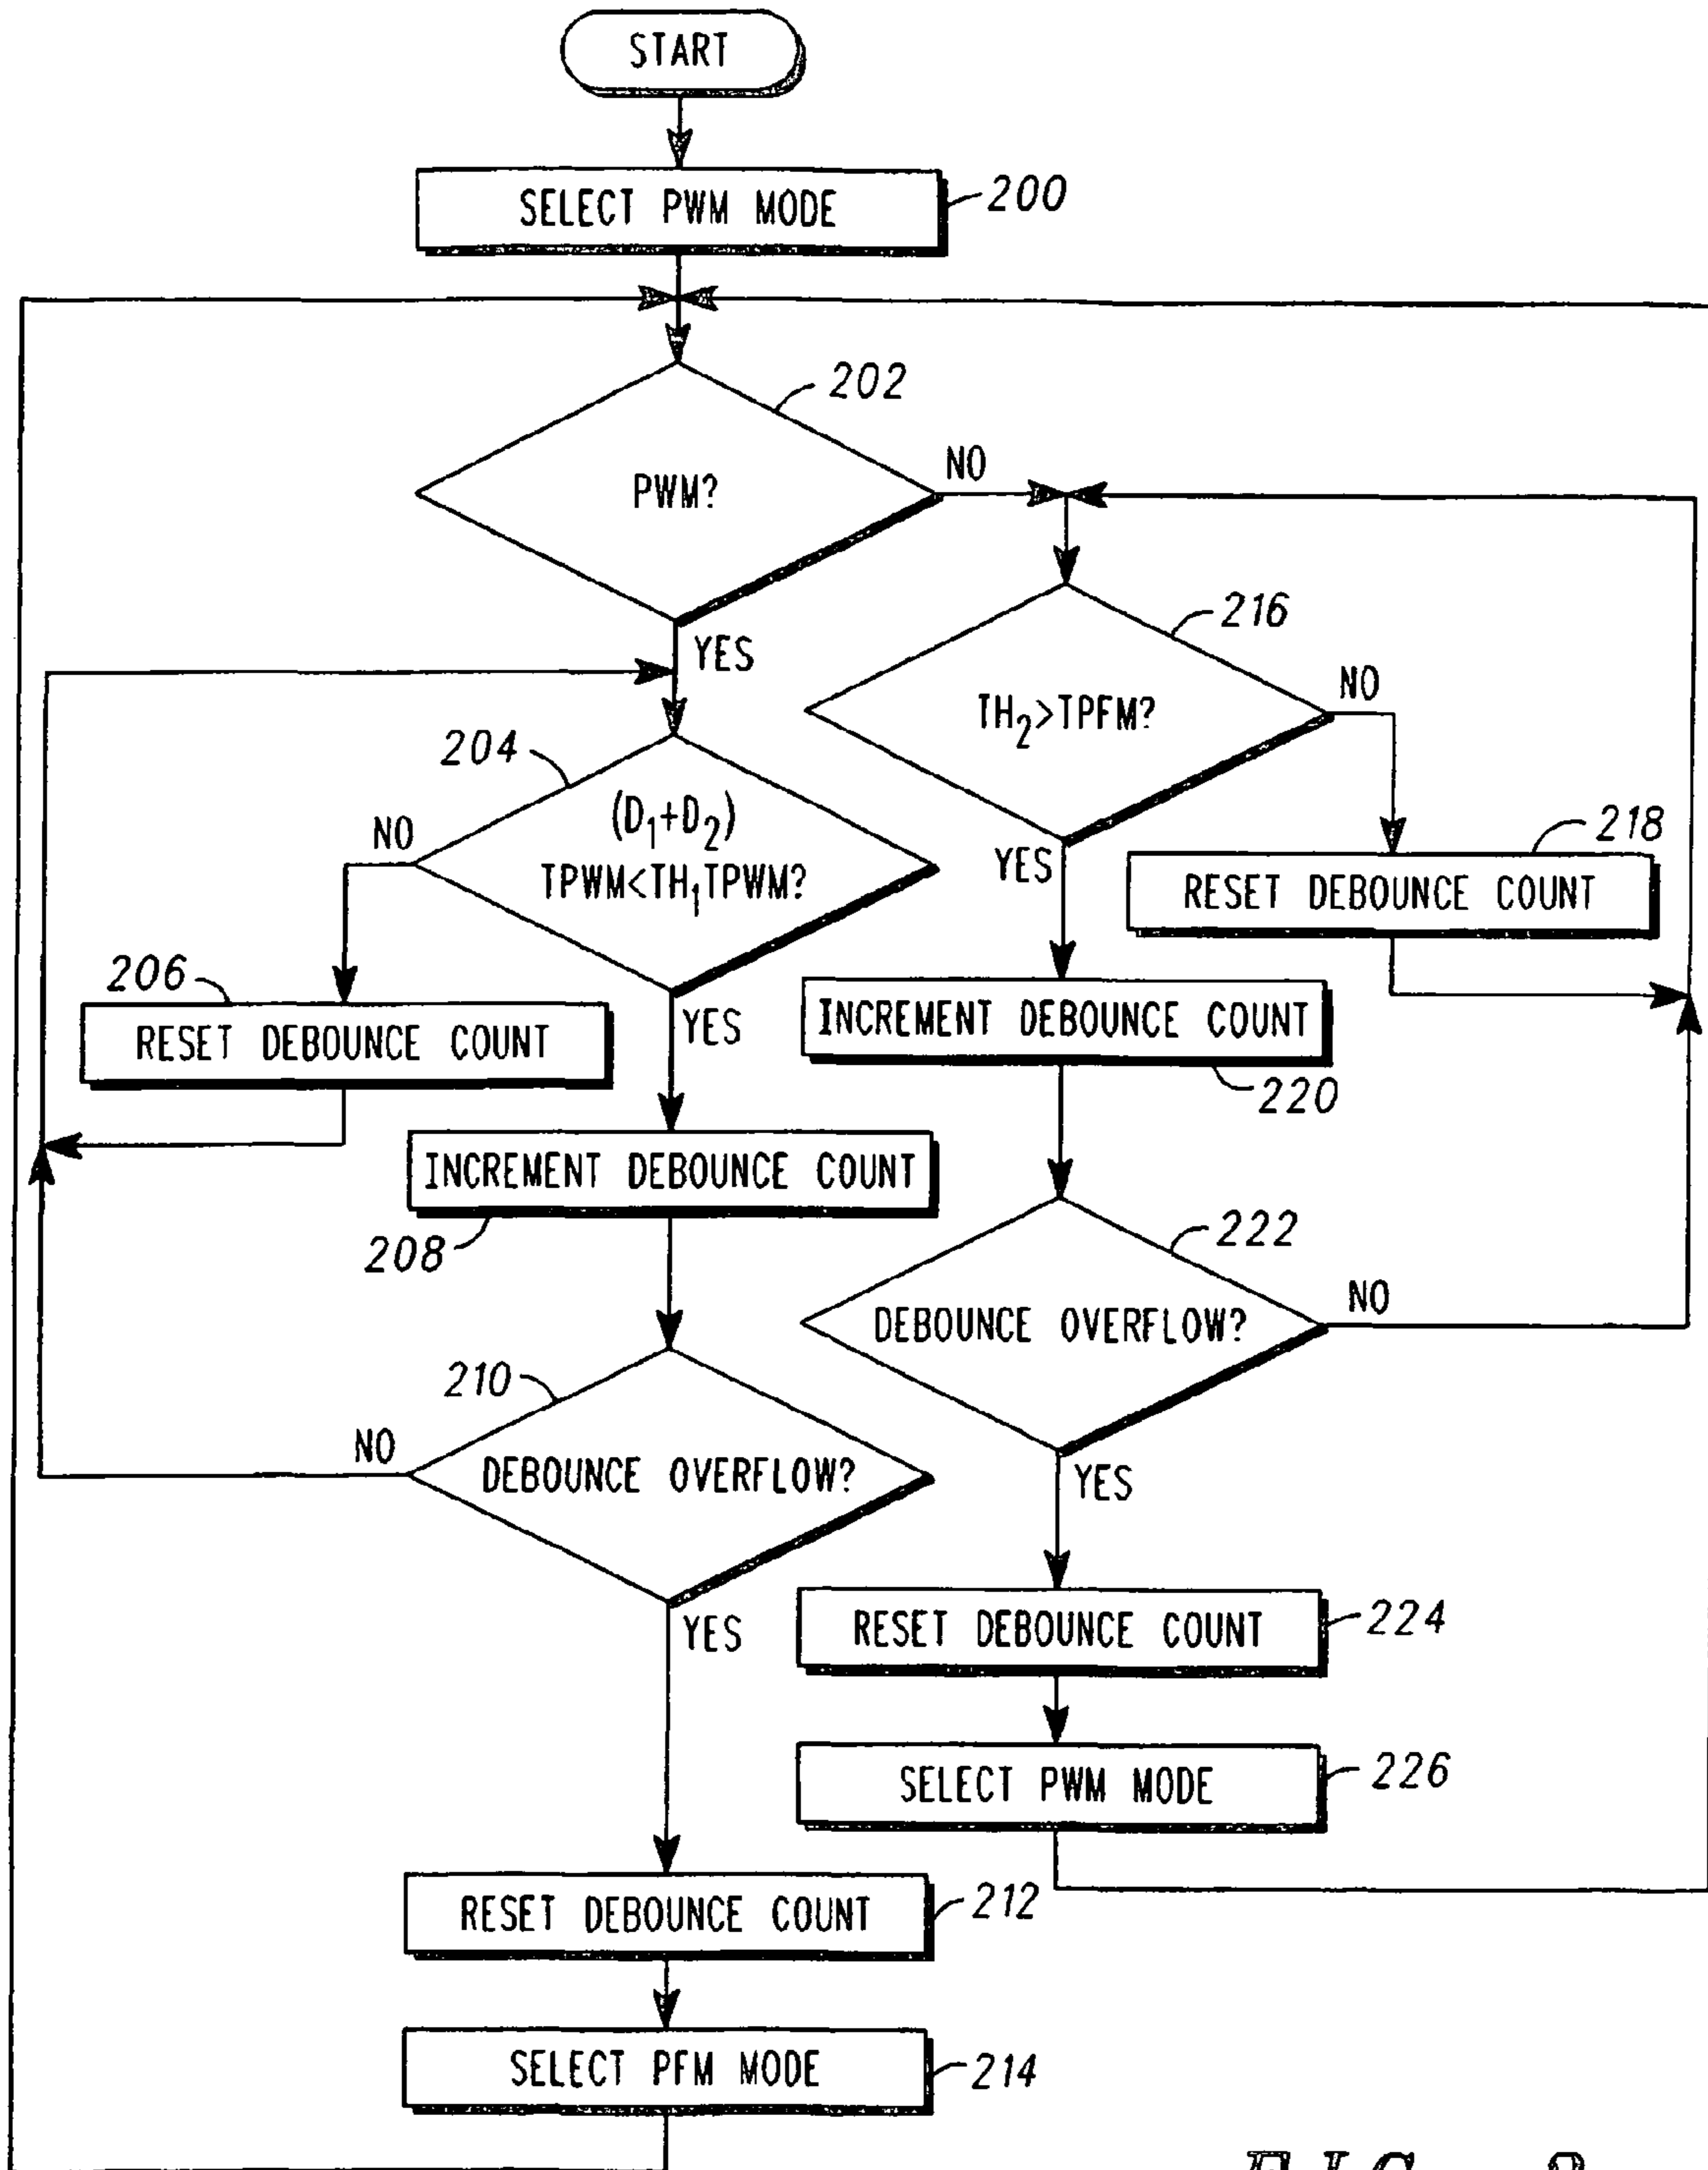 START
SELECT PWM MODE
200
202
PWM?
NO
YES
216
TH2>TPFM?
NO
YES
204
(D1+D2)
TPWM<TH1TPWM?
NO
YES
218
RESET DEBOUNCE COUNT
206
RESET DEBOUNCE COUNT
INCREMENT DEBOUNCE COUNT
220
INCREMENT DEBOUNCE COUNT
208
222
DEBOUNCE OVERFLOW?
NO
YES
210
DEBOUNCE OVERFLOW?
NO
YES
RESET DEBOUNCE COUNT
224
SELECT PWM MODE
226
RESET DEBOUNCE COUNT
212
SELECT PFM MODE
214